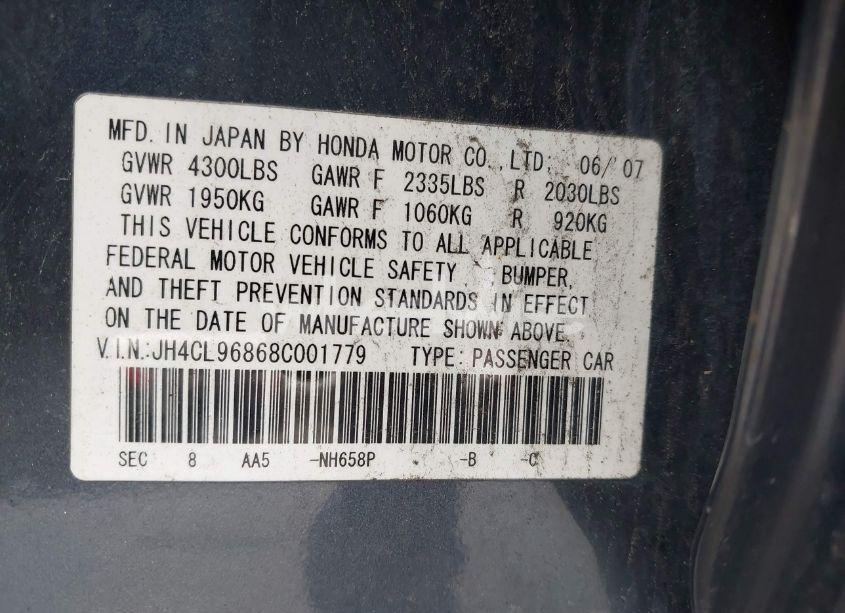 MFD. IN JAPAN BY HONDA MOTOR CO., LTD: 06/ 07
GVWR 4300LBS GAWR F 2335LBS R 2030LBS
GVWR 1950KG GAWR F 1060KG R 920KG
THIS VEHICLE CONFORMS TO ALL APPLICABLE
FEDERAL MOTOR VEHICLE SAFETY, BUMPER,
AND THEFT PREVENTION STANDARDS IN EFFECT
ON THE DATE OF MANUFACTURE SHOWN ABOVE.
V.I.N.:JH4CL96868C001779 TYPE: PASSENGER CAR
SEC 8 AA5 -NH658P -B -C